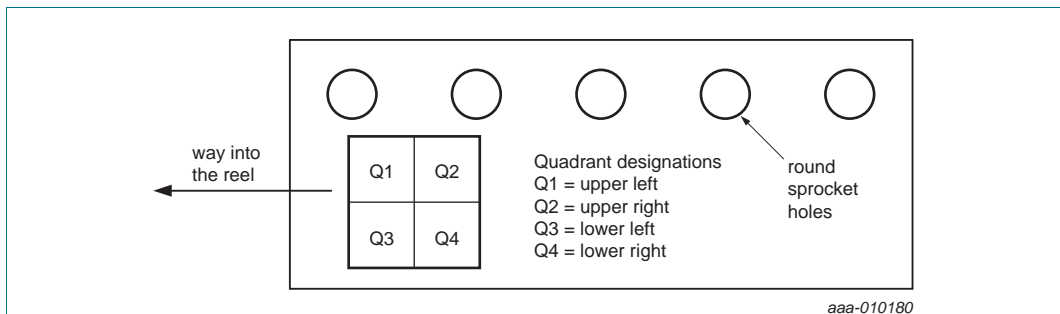 way into
the reel
Q1 Q2
Q3 Q4
Quadrant designations
Q1 = upper left
Q2 = upper right
Q3 = lower left
Q4 = lower right
round
sprocket
holes
aaa-010180